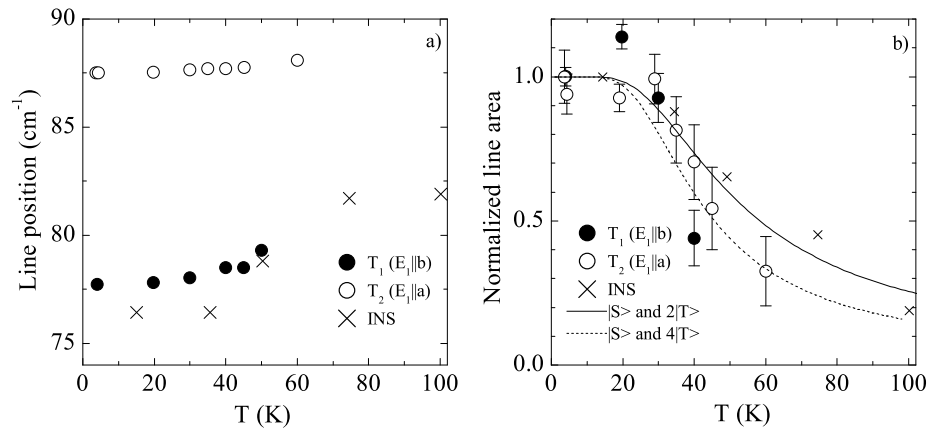 90
85
79
75
0
20
40
60
80
100
Line position (cm⁻¹)
T (K)
a)
T₁ (E₁||b)
T₂ (E₁||a)
INS
1.0
0.5
0.0
0
20
40
60
80
100
Normalized line area
T (K)
b)
T₁ (E₁||b)
T₂ (E₁||a)
INS
|S> and 2|T>
|S> and 4|T>